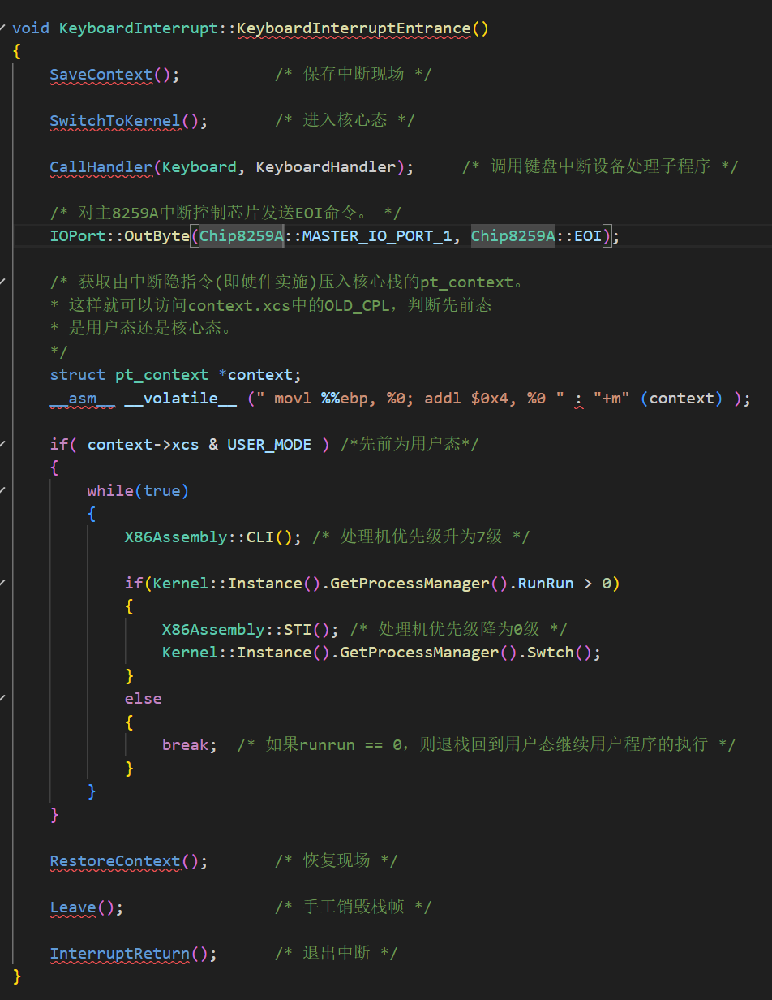 void KeyboardInterrupt::KeyboardInterruptEntrance()
{
    SaveContext();          /* 保存中断现场 */
    SwitchToKernel();       /* 进入核心态 */
    CallHandler(Keyboard, KeyboardHandler);     /* 调用键盘中断设备处理子程序 */
    /* 对主8259A中断控制芯片发送EOI命令。 */
    IOPort::OutByte(Chip8259A::MASTER_IO_PORT_1, Chip8259A::EOI);
    /* 获取由中断隐指令(即硬件实施)压入核心栈的pt_context。
    * 这样就可以访问context.xcs中的OLD_CPL，判断先前态
    * 是用户态还是核心态。
    */
    struct pt_context *context;
    __asm__ __volatile__ (" movl %%ebp, %0; addl $0x4, %0 " : "+m" (context) );
    if( context->xcs & USER_MODE ) /*先前为用户态*/
    {
        while(true)
        {
            X86Assembly::CLI(); /* 处理机优先级升为7级 */
            if(Kernel::Instance().GetProcessManager().RunRun > 0)
            {
                X86Assembly::STI(); /* 处理机优先级降为0级 */
                Kernel::Instance().GetProcessManager().Swtch();
            }
            else
            {
                break;  /* 如果runrun == 0，则退栈回到用户态继续用户程序的执行 */
            }
        }
    }
    RestoreContext();       /* 恢复现场 */
    Leave();                /* 手工销毁栈帧 */
    InterruptReturn();      /* 退出中断 */
}